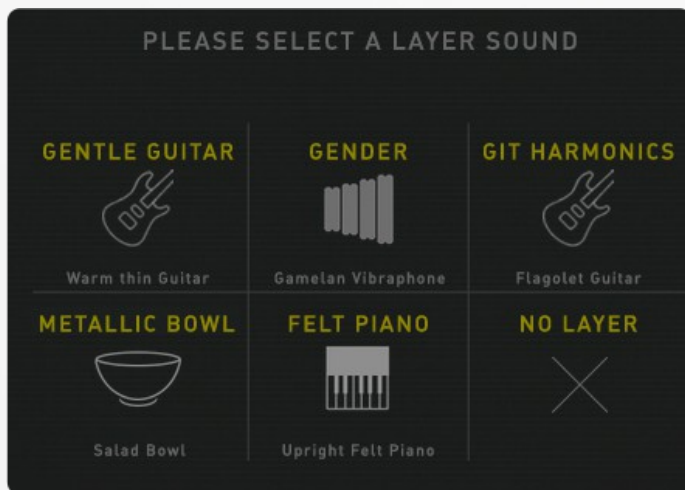 PLEASE SELECT A LAYER SOUND
GENTLE GUITAR
Warm thin Guitar
GENDER
Gamelan Vibraphone
GIT HARMONICS
Flagolet Guitar
METALLIC BOWL
Salad Bowl
FELT PIANO
Upright Felt Piano
NO LAYER